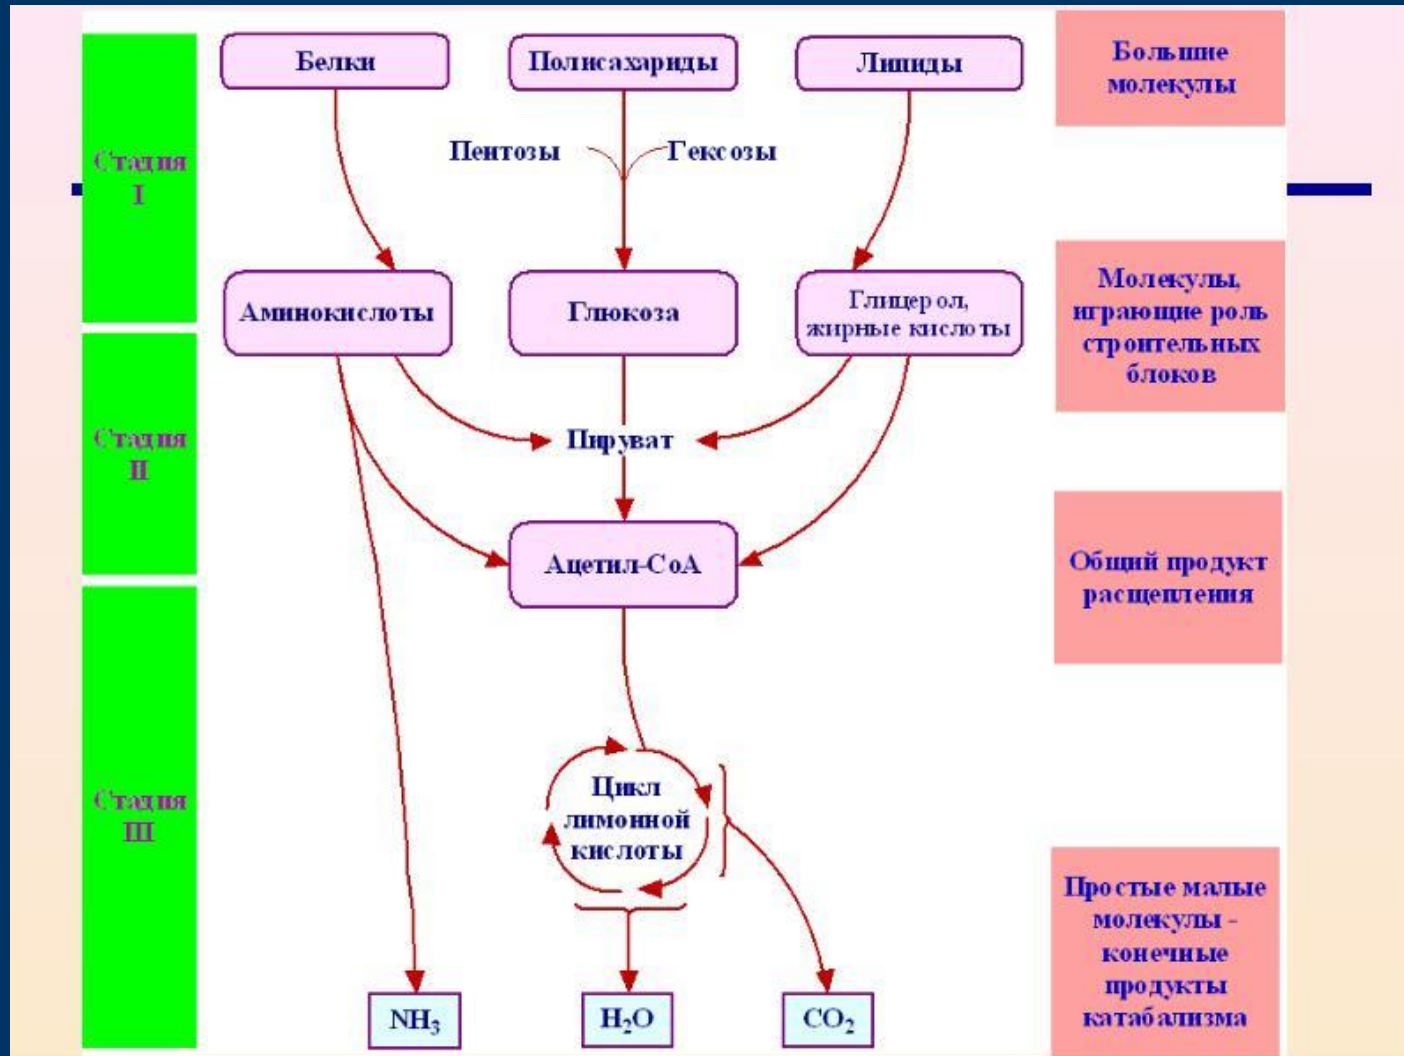 Белки
Полисахариды
Липиды
Большие
молекулы
Стадия
I
Пентозы
Гексозы
Аминокислоты
Глюкоза
Глицерол,
жирные кислоты
Молекулы,
играющие роль
строительных
блоков
Стадия
II
Пируват
Ацетил-СоА
Общий продукт
расщепления
Стадия
III
Цикл
лимонной
кислоты
Простые малые
молекулы -
конечные
продукты
катабализма
NH₃
H₂O
CO₂